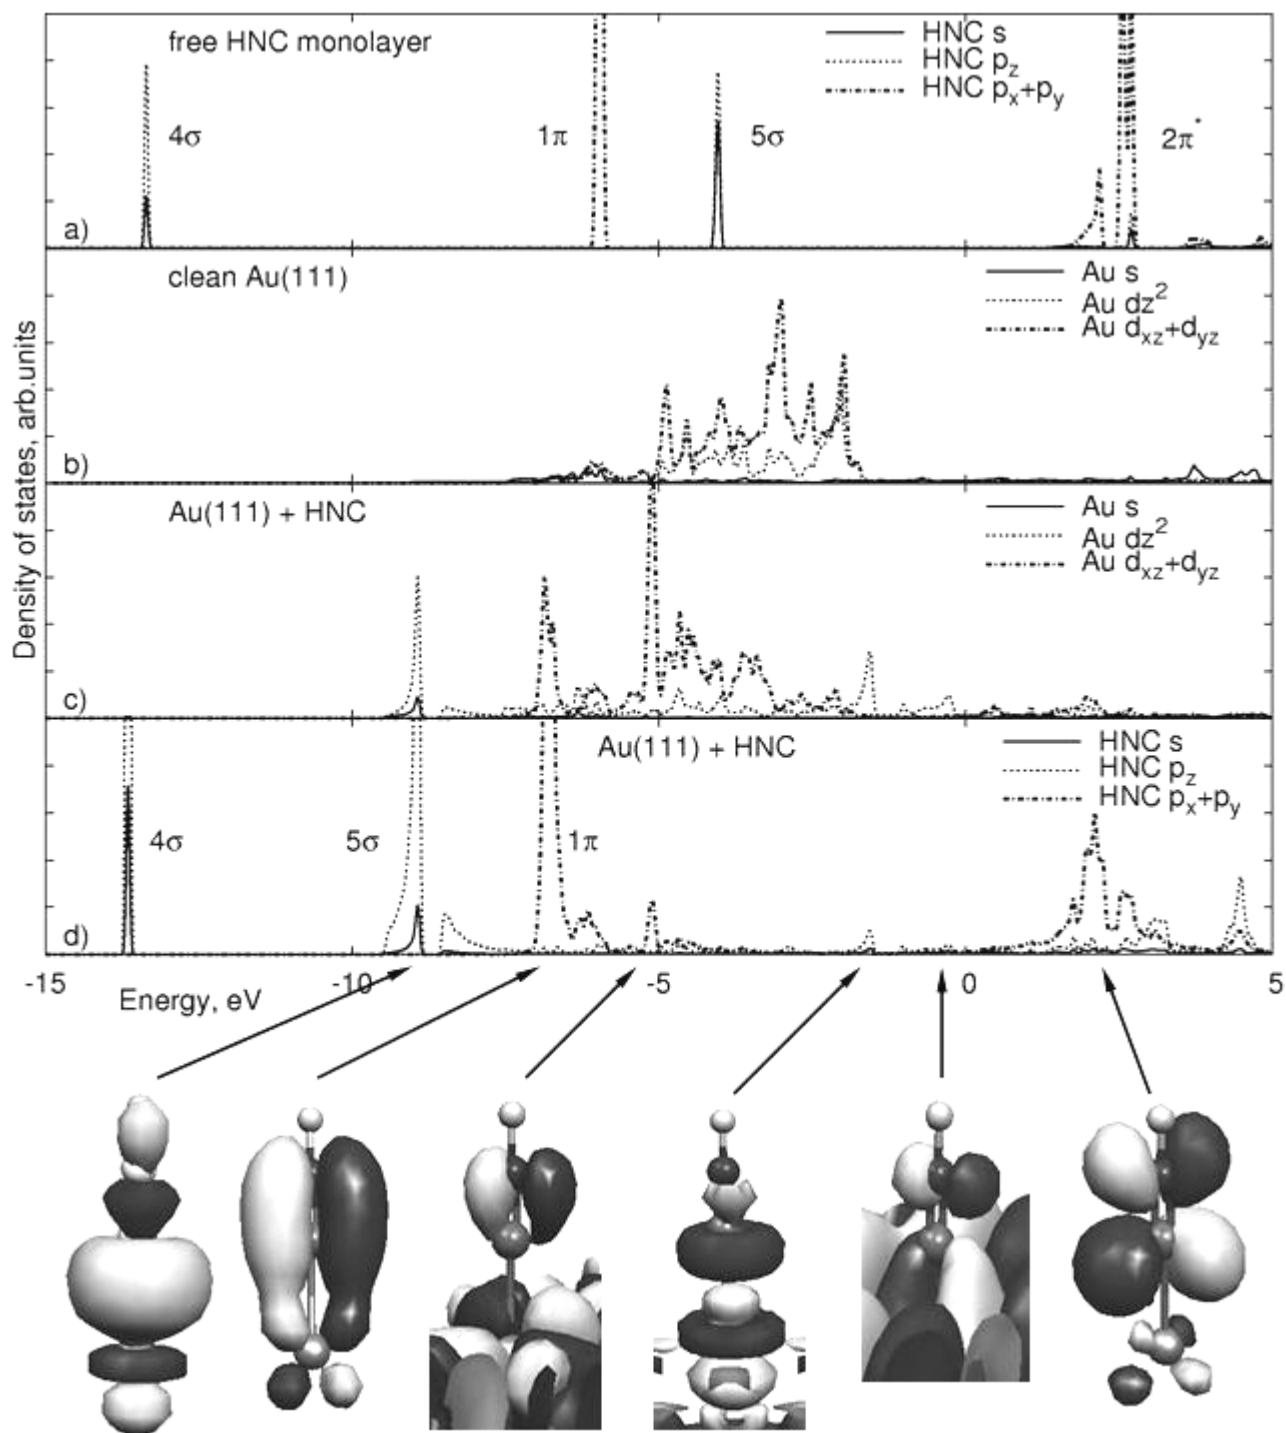 free HNC monolayer
HNC s
HNC p_z
HNC p_x+p_y
4σ
1π
5σ
2π*
a)
clean Au(111)
Au s
Au dz²
Au d_xz+d_yz
b)
Au(111) + HNC
Au s
Au dz²
Au d_xz+d_yz
c)
Au(111) + HNC
HNC s
HNC p_z
HNC p_x+p_y
4σ
5σ
1π
d)
Density of states, arb.units
-15 -10 -5 0 5
Energy, eV